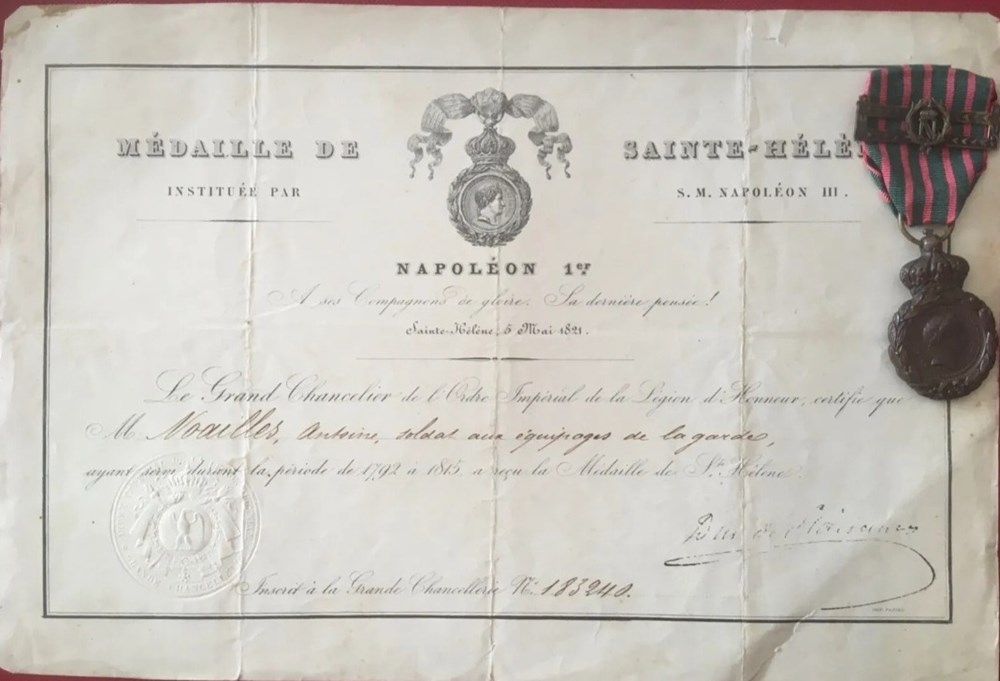 MÉDAILLE DE SAINTE-HÉLÈ
INSTITUÉE PAR S. M. NAPOLÉON III.
NAPOLÉON 1er
A ses Compagnons de gloire. Sa dernière pensée!
Sainte-Hélène, 5 Mai 1821.
Le Grand Chancelier de l'Ordre Impérial de la Légion d'Honneur, certifie que
M. Noailles, Antoine, soldat aux équipages de la garde,
ayant servi durant la période de 1792 à 1815 a reçu la Médaille de Ste Hélène.
Inscrit à la Grande Chancellerie No. 183240.
N